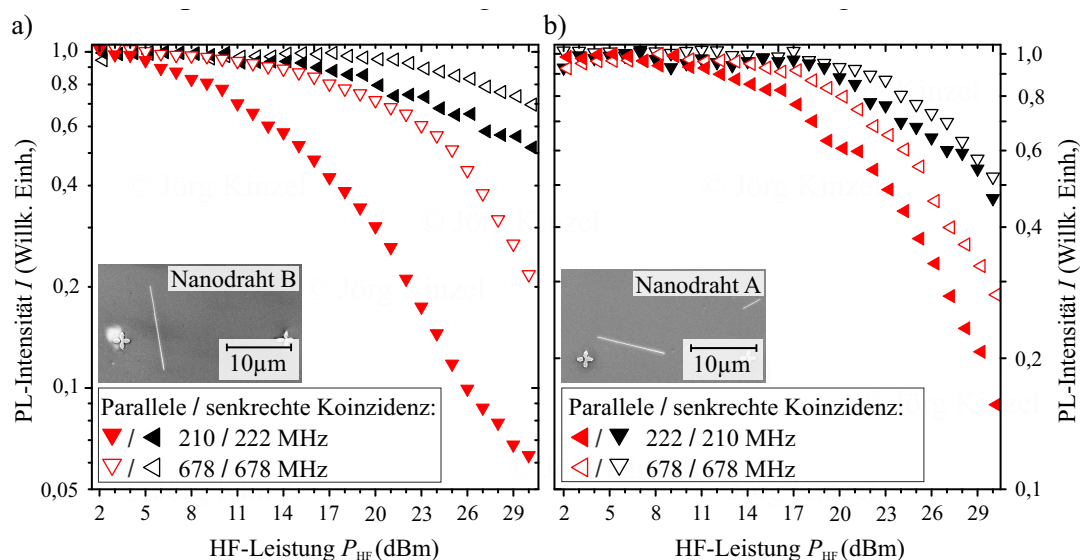 a)
b)
PL-Intensität I (Willk. Einh,)
1,0
0,8
0,6
0,4
0,2
0,1
0,05
Nanodraht B
10µm
Parallele / senkrechte Koinzidenz:
/ 210 / 222 MHz
/ 678 / 678 MHz
2 5 8 11 14 17 20 23 26 29
HF-Leistung PHF (dBm)
© Jörg Kinzel
© Jörg Kinzel
© Jörg Kinzel
Nanodraht A
10µm
Parallele / senkrechte Koinzidenz:
/ 222 / 210 MHz
/ 678 / 678 MHz
2 5 8 11 14 17 20 23 26 29
HF-Leistung PHF (dBm)
1,0
0,8
0,6
0,4
0,2
0,1
PL-Intensität I (Willk. Einh,)
© Jörg Kinzel